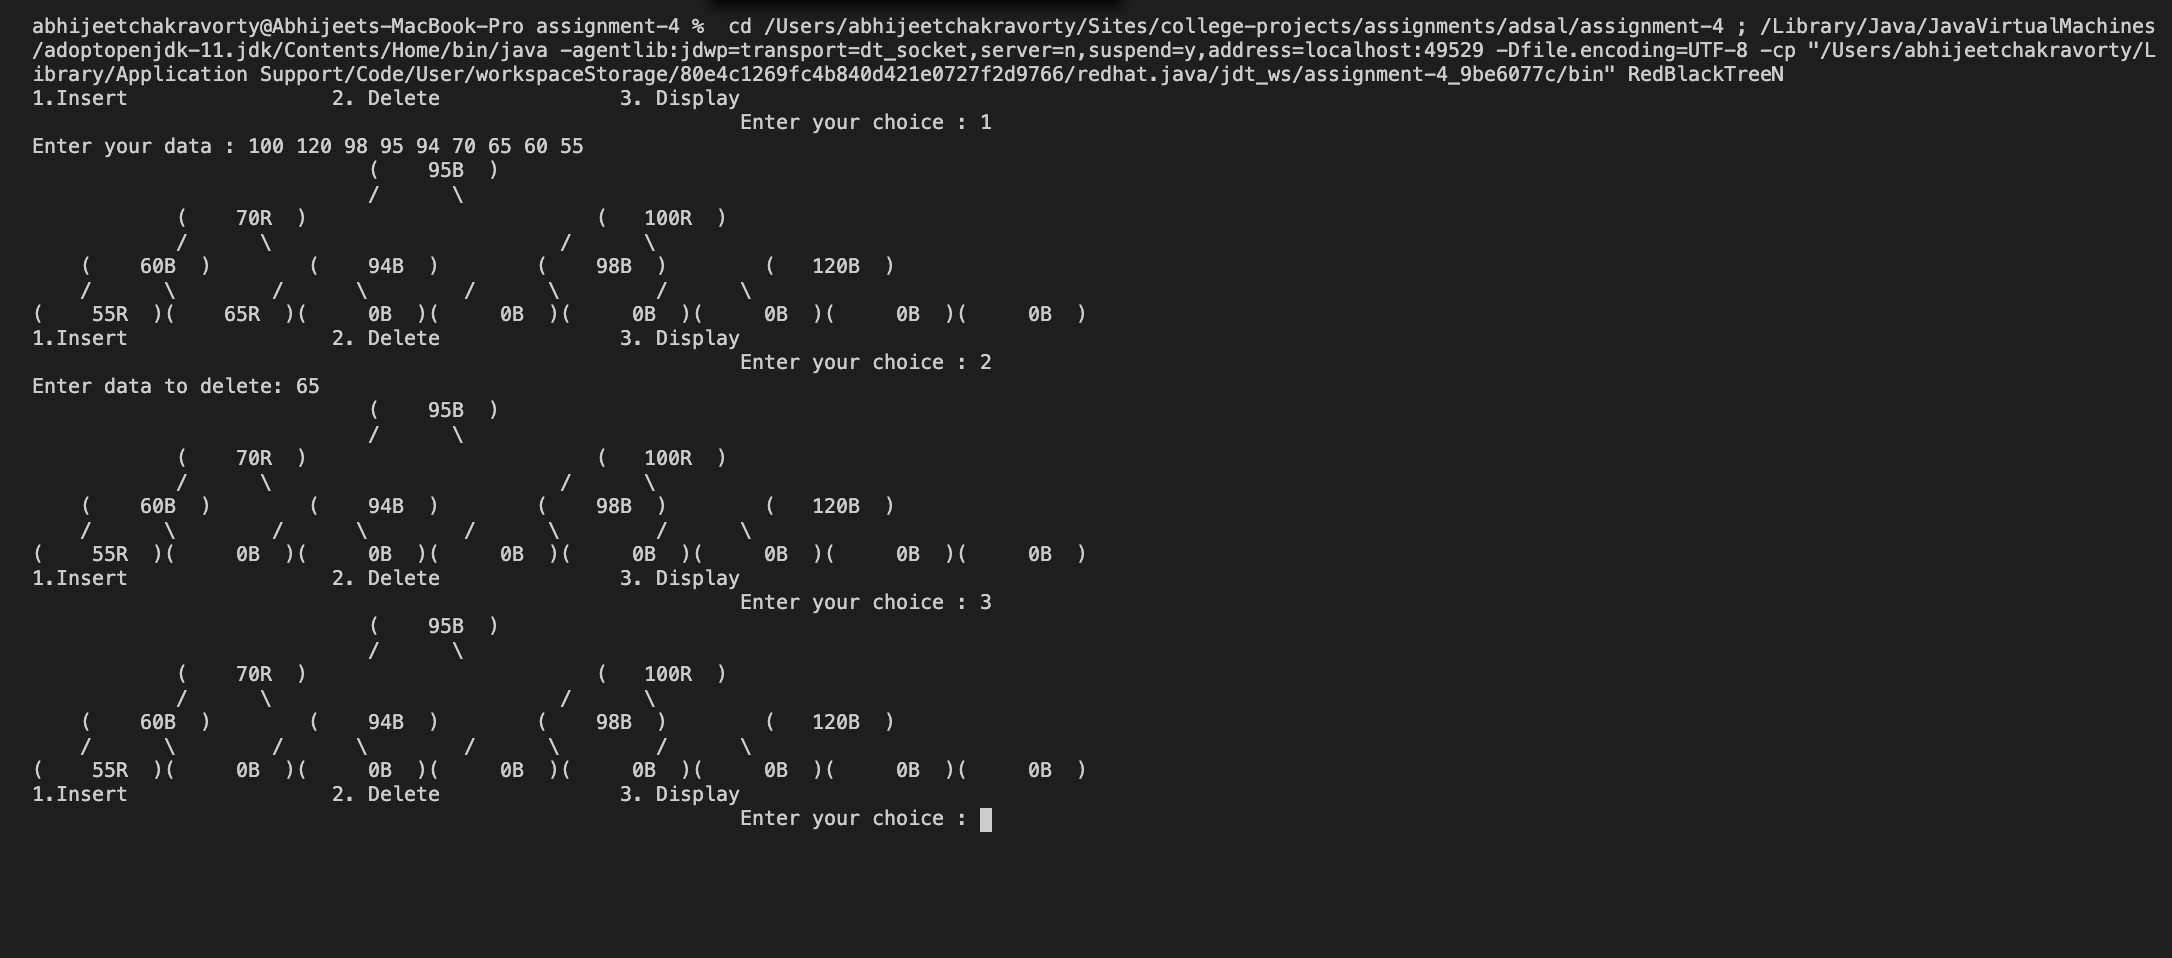 abhijeetchakravorty@Abhijeets-MacBook-Pro assignment-4 %  cd /Users/abhijeetchakravorty/Sites/college-projects/assignments/adsal/assignment-4 ; /Library/Java/JavaVirtualMachines
/adoptopenjdk-11.jdk/Contents/Home/bin/java -agentlib:jdwp=transport=dt_socket,server=n,suspend=y,address=localhost:49529 -Dfile.encoding=UTF-8 -cp "/Users/abhijeetchakravorty/L
ibrary/Application Support/Code/User/workspaceStorage/80e4c1269fc4b840d421e0727f2d9766/redhat.java/jdt_ws/assignment-4_9be6077c/bin" RedBlackTreeN
1.Insert                 2. Delete               3. Display
                                                           Enter your choice : 1
Enter your data : 100 120 98 95 94 70 65 60 55
                            (    95B  )
                            /      \
            (    70R  )                        (   100R  )
            /      \                        /      \
    (    60B  )        (    94B  )        (    98B  )        (   120B  )
    /      \        /      \        /      \        /      \
(    55R  )(    65R  )(     0B  )(     0B  )(     0B  )(     0B  )(     0B  )(     0B  )
1.Insert                 2. Delete               3. Display
                                                           Enter your choice : 2
Enter data to delete: 65
                            (    95B  )
                            /      \
            (    70R  )                        (   100R  )
            /      \                        /      \
    (    60B  )        (    94B  )        (    98B  )        (   120B  )
    /      \        /      \        /      \        /      \
(    55R  )(     0B  )(     0B  )(     0B  )(     0B  )(     0B  )(     0B  )(     0B  )
1.Insert                 2. Delete               3. Display
                                                           Enter your choice : 3
                            (    95B  )
                            /      \
            (    70R  )                        (   100R  )
            /      \                        /      \
    (    60B  )        (    94B  )        (    98B  )        (   120B  )
    /      \        /      \        /      \        /      \
(    55R  )(     0B  )(     0B  )(     0B  )(     0B  )(     0B  )(     0B  )(     0B  )
1.Insert                 2. Delete               3. Display
                                                           Enter your choice :